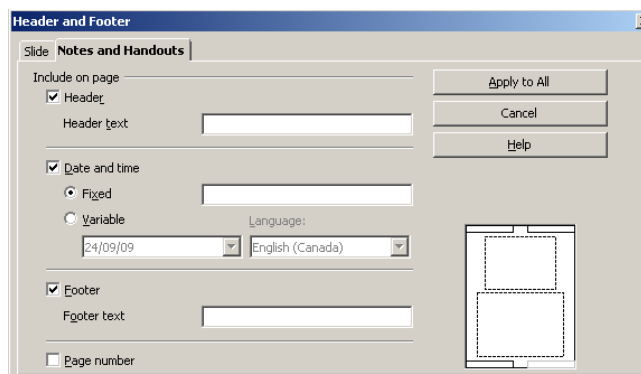 Header and Footer
Slide Notes and Handouts
Include on page
Header
Header text
Apply to All
Cancel
Help
Date and time
Fixed
Variable
Language:
24/09/09
English (Canada)
Footer
Footer text
Page number